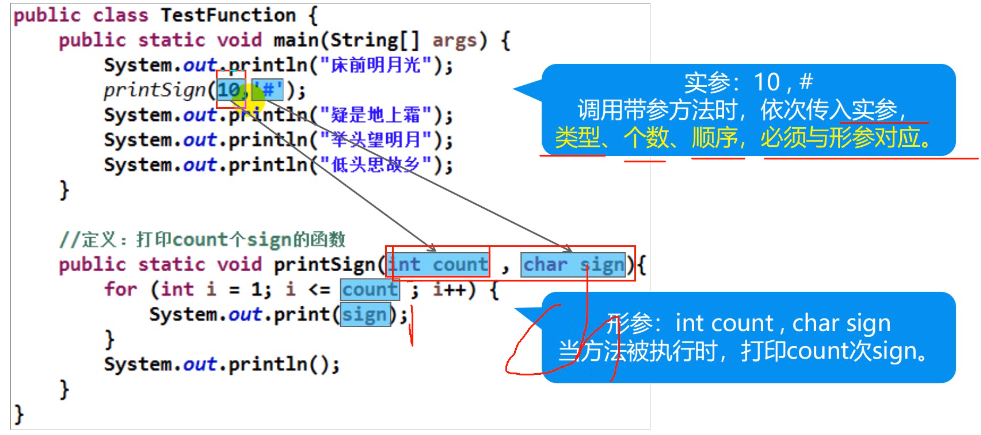 public class TestFunction {
public static void main(String[] args) {
System.out.println("床前明月光");
printSign(10,'#');
System.out.println("疑是地上霜");
System.out.println("举头望明月");
System.out.println("低头思故乡");
}
//定义：打印count个sign的函数
public static void printSign(int count , char sign){
for (int i = 1; i <= count ; i++) {
System.out.print(sign);
}
System.out.println();
}
}
实参：10 , #
调用带参方法时，依次传入实参，
类型、个数、顺序，必须与形参对应。
形参：int count , char sign
当方法被执行时，打印count次sign。